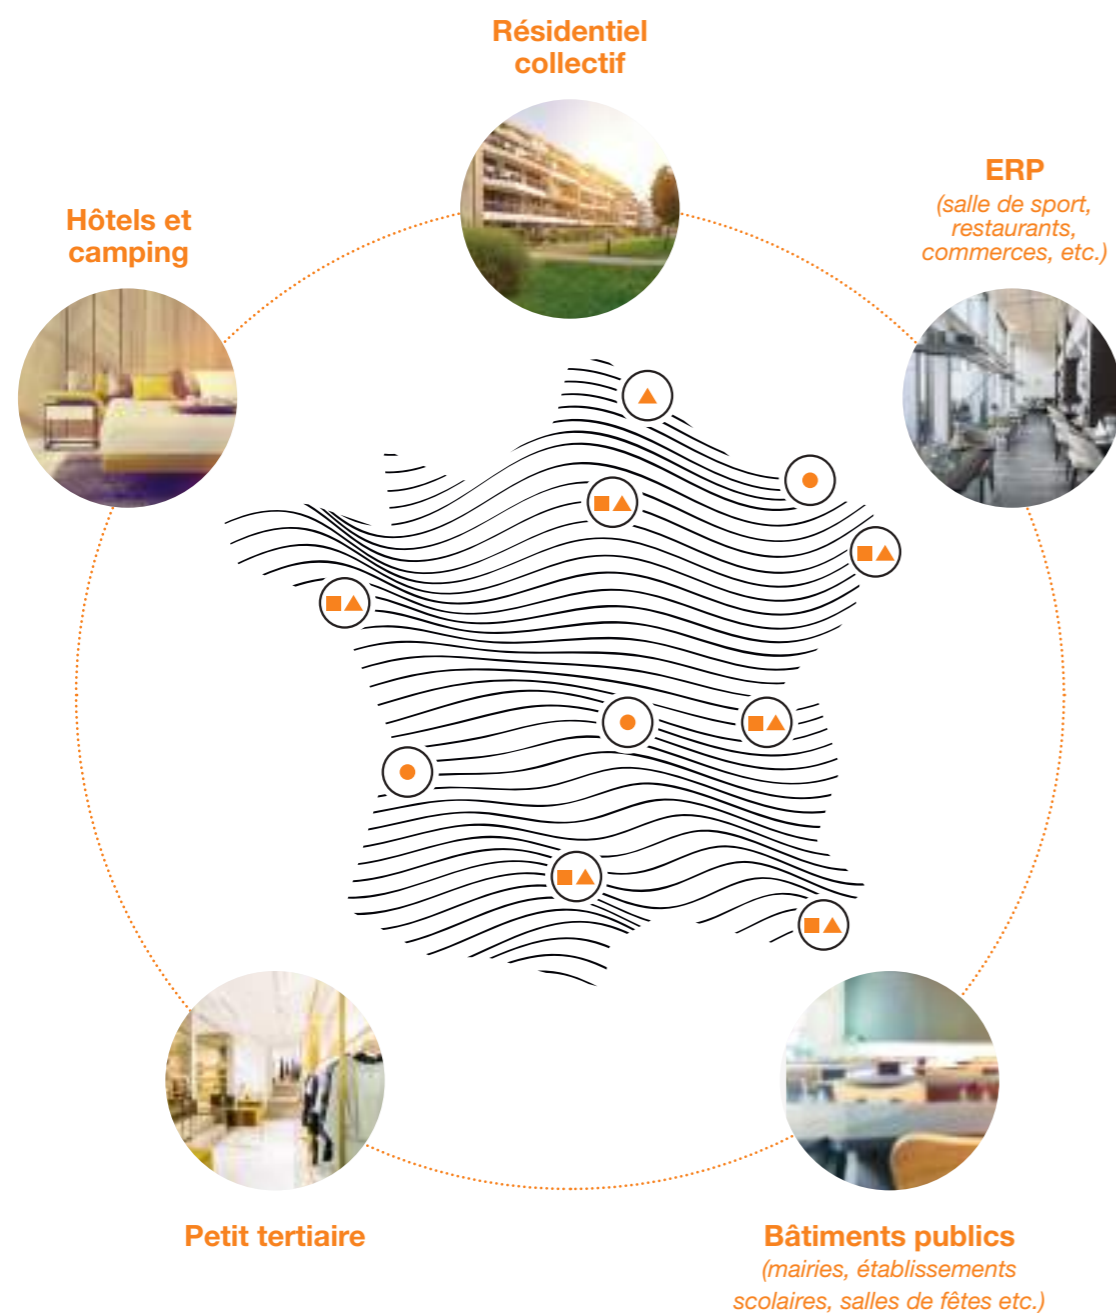 Résidentiel
collectif
ERP
(salle de sport,
restaurants,
commerces, etc.)
Hôtels et
camping
Petit tertiaire
Bâtiments publics
(mairies, établissements
scolaires, salles de fêtes etc.)